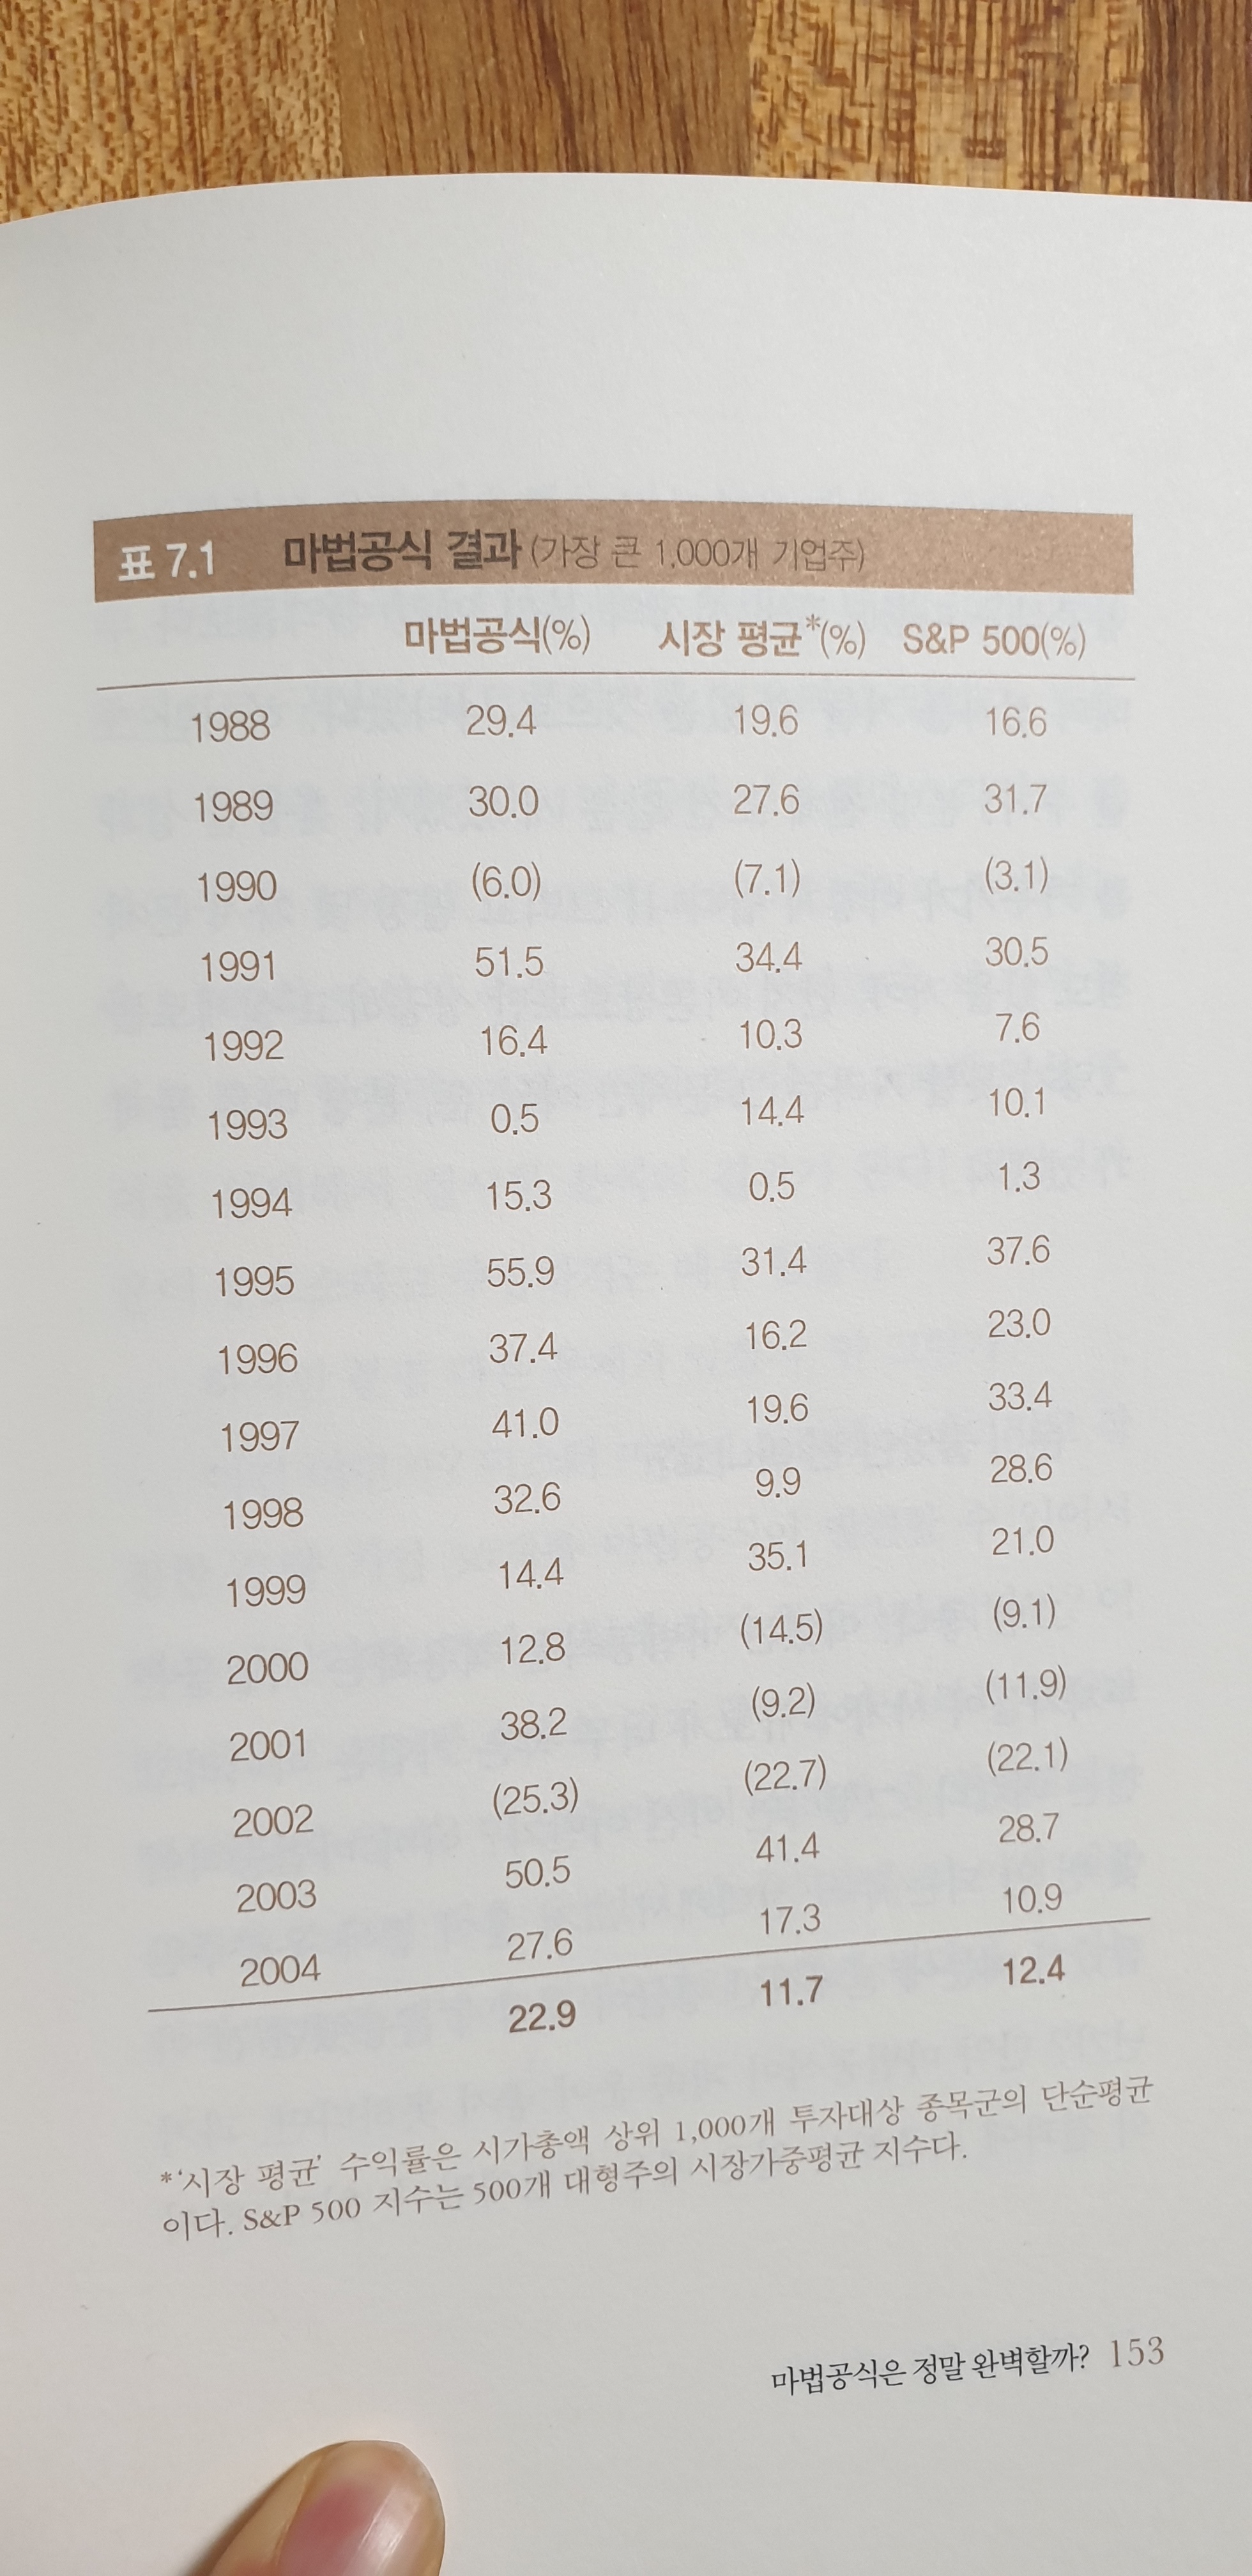 표 7.1 마법공식 결과 (가장 큰 1,000개 기업주)
마법공식(%) 시장 평균*(%) S&P 500(%)
1988 29.4 19.6 16.6
1989 30.0 27.6 31.7
1990 (6.0) (7.1) (3.1)
1991 51.5 34.4 30.5
1992 16.4 10.3 7.6
1993 0.5 14.4 10.1
1994 15.3 0.5 1.3
1995 55.9 31.4 37.6
1996 37.4 16.2 23.0
1997 41.0 19.6 33.4
1998 32.6 9.9 28.6
1999 14.4 35.1 21.0
2000 12.8 (14.5) (9.1)
2001 38.2 (9.2) (11.9)
2002 (25.3) (22.7) (22.1)
2003 50.5 41.4 28.7
2004 27.6 17.3 10.9
22.9 11.7 12.4
*'시장 평균' 수익률은 시가총액 상위 1,000개 투자대상 종목군의 단순평균
이다. S&P 500 지수는 500개 대형주의 시장가중평균 지수다.
마법공식은 정말 완벽할까? 153